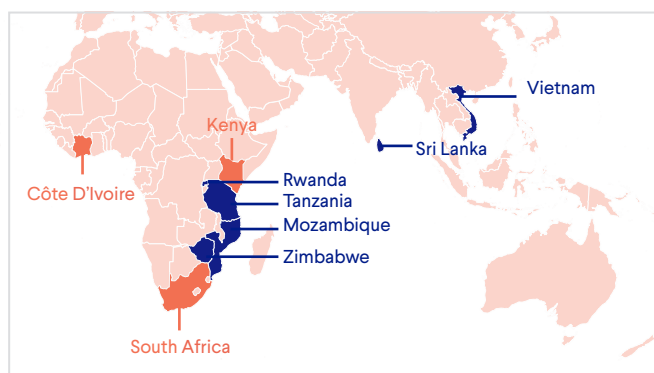 Vietnam
Kenya
Sri Lanka
Rwanda
Côte D'Ivoire
Tanzania
Mozambique
Zimbabwe
South Africa